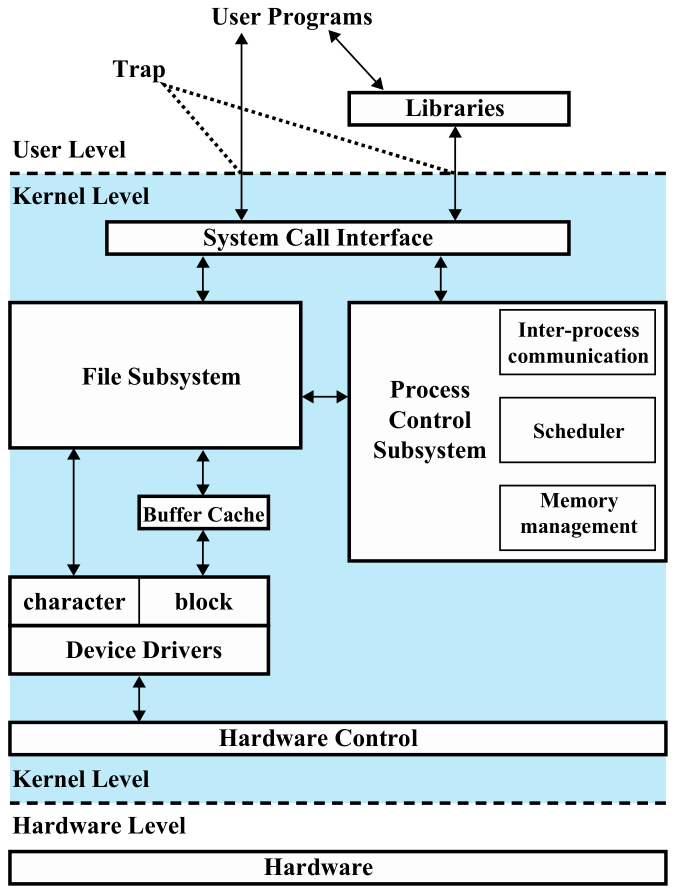 User Programs
Trap
Libraries
User Level
Kernel Level
System Call Interface
File Subsystem
Process
Control
Subsystem
Inter-process
communication
Scheduler
Memory
management
Buffer Cache
character
block
Device Drivers
Hardware Control
Kernel Level
Hardware Level
Hardware